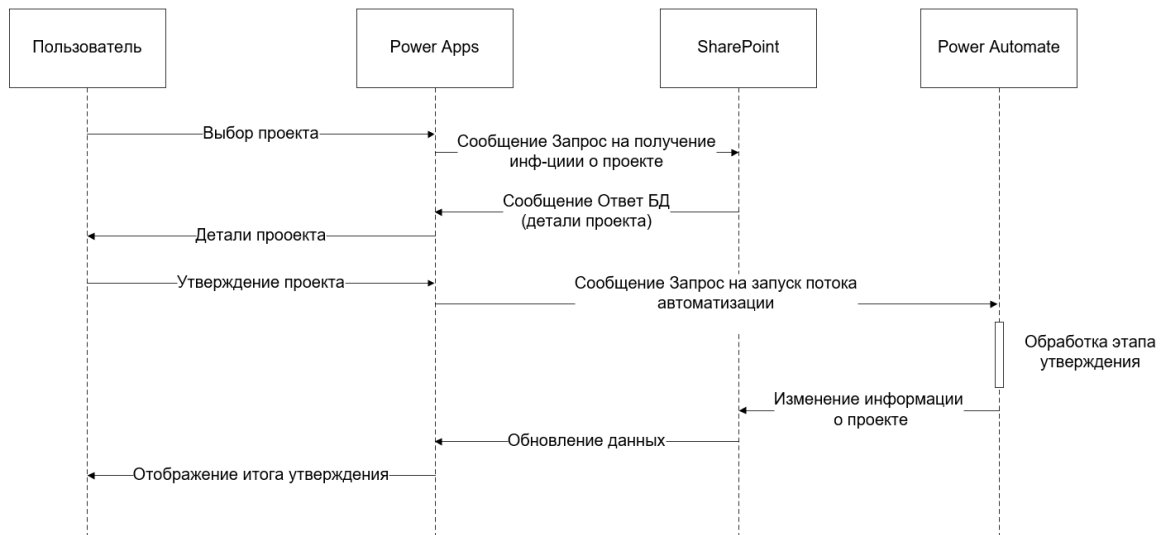 Пользователь
Power Apps
SharePoint
Power Automate
Выбор проекта
Сообщение Запрос на получение
инф-циии о проекте
Сообщение Ответ БД
(детали проекта)
Детали прооекта
Утверждение проекта
Сообщение Запрос на запуск потока
автоматизации
Обработка этапа
утверждения
Изменение информации
о проекте
Обновление данных
Отображение итога утверждения